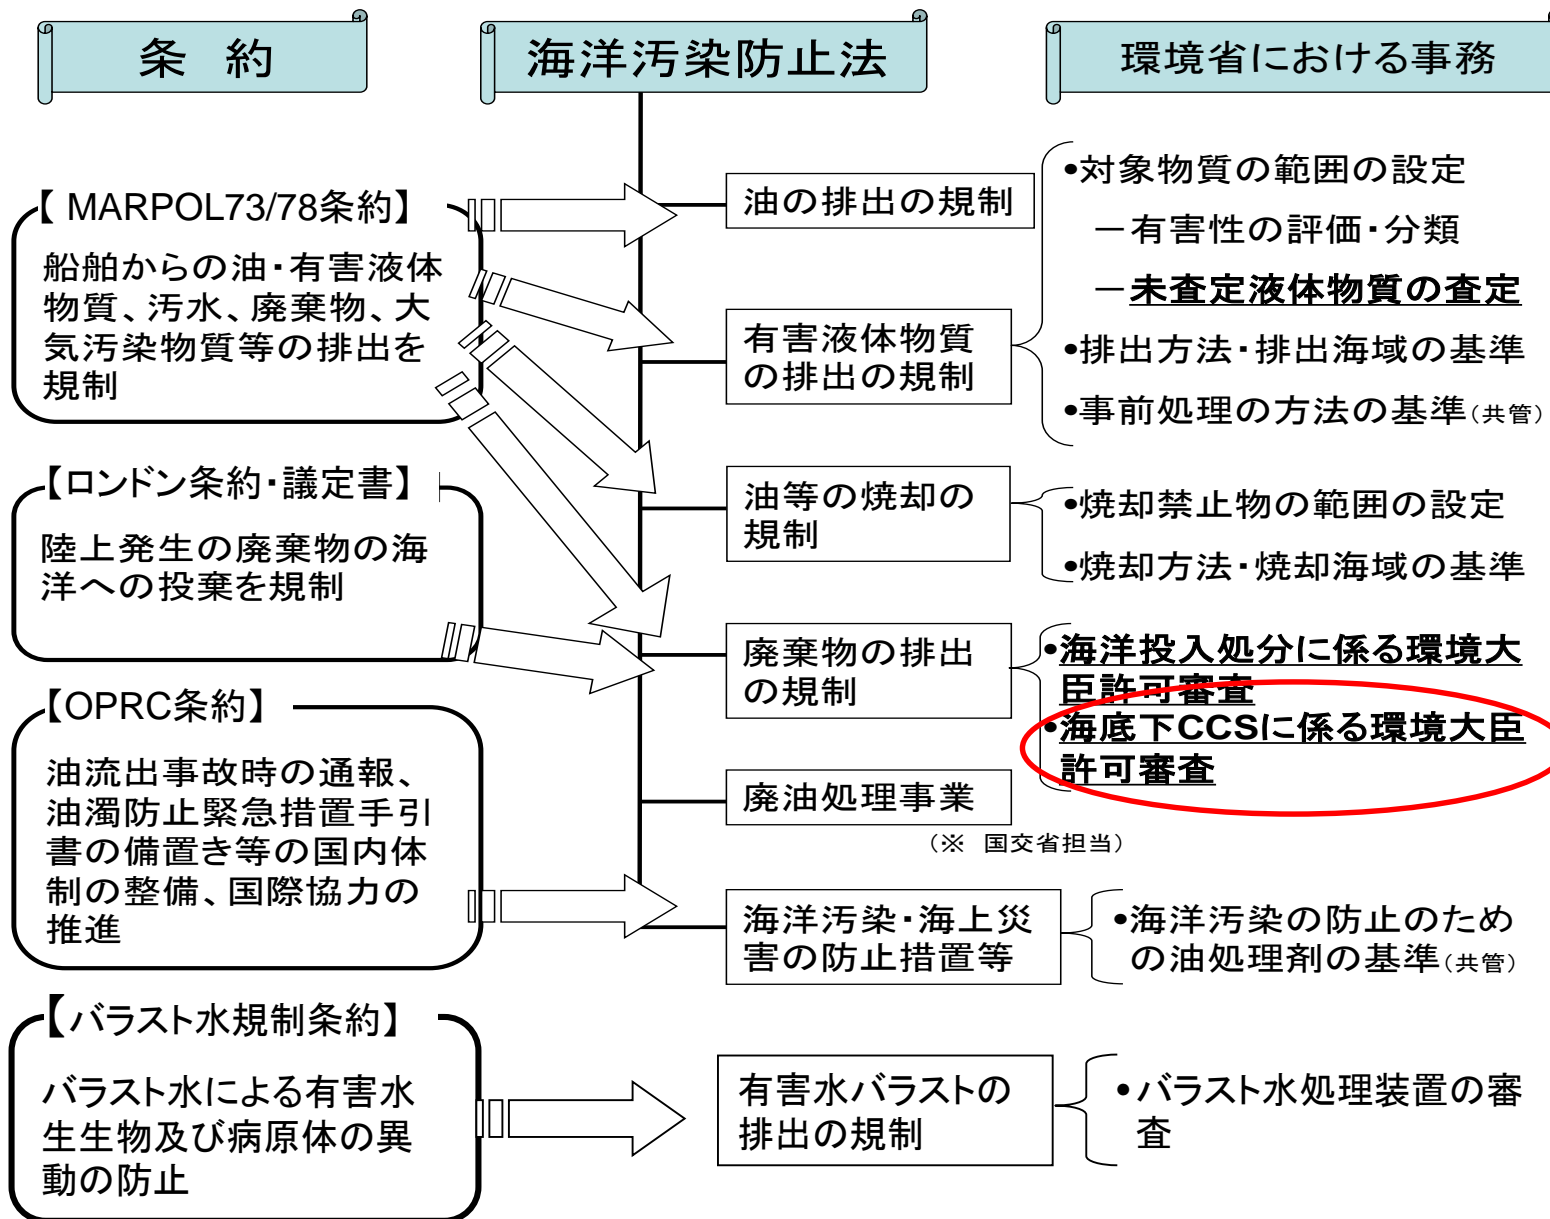 条　約
海洋汚染防止法
環境省における事務
【 MARPOL73/78条約】
船舶からの油・有害液体
物質、汚水、廃棄物、大
気汚染物質等の排出を
規制
【ロンドン条約・議定書】
陸上発生の廃棄物の海
洋への投棄を規制
【OPRC条約】
油流出事故時の通報、
油濁防止緊急措置手引
書の備置き等の国内体
制の整備、国際協力の
推進
【バラスト水規制条約】
バラスト水による有害水
生生物及び病原体の異
動の防止
油の排出の規制
有害液体物質
の排出の規制
油等の焼却の
規制
廃棄物の排出
の規制
廃油処理事業
（※　国交省担当）
海洋汚染・海上災
害の防止措置等
有害水バラストの
排出の規制
•対象物質の範囲の設定
－有害性の評価・分類
－未査定液体物質の査定
•排出方法・排出海域の基準
•事前処理の方法の基準（共管）
•焼却禁止物の範囲の設定
•焼却方法・焼却海域の基準
•海洋投入処分に係る環境大
臣許可審査
•海底下CCSに係る環境大臣
許可審査
•海洋汚染の防止のため
の油処理剤の基準（共管）
•バラスト水処理装置の審
査